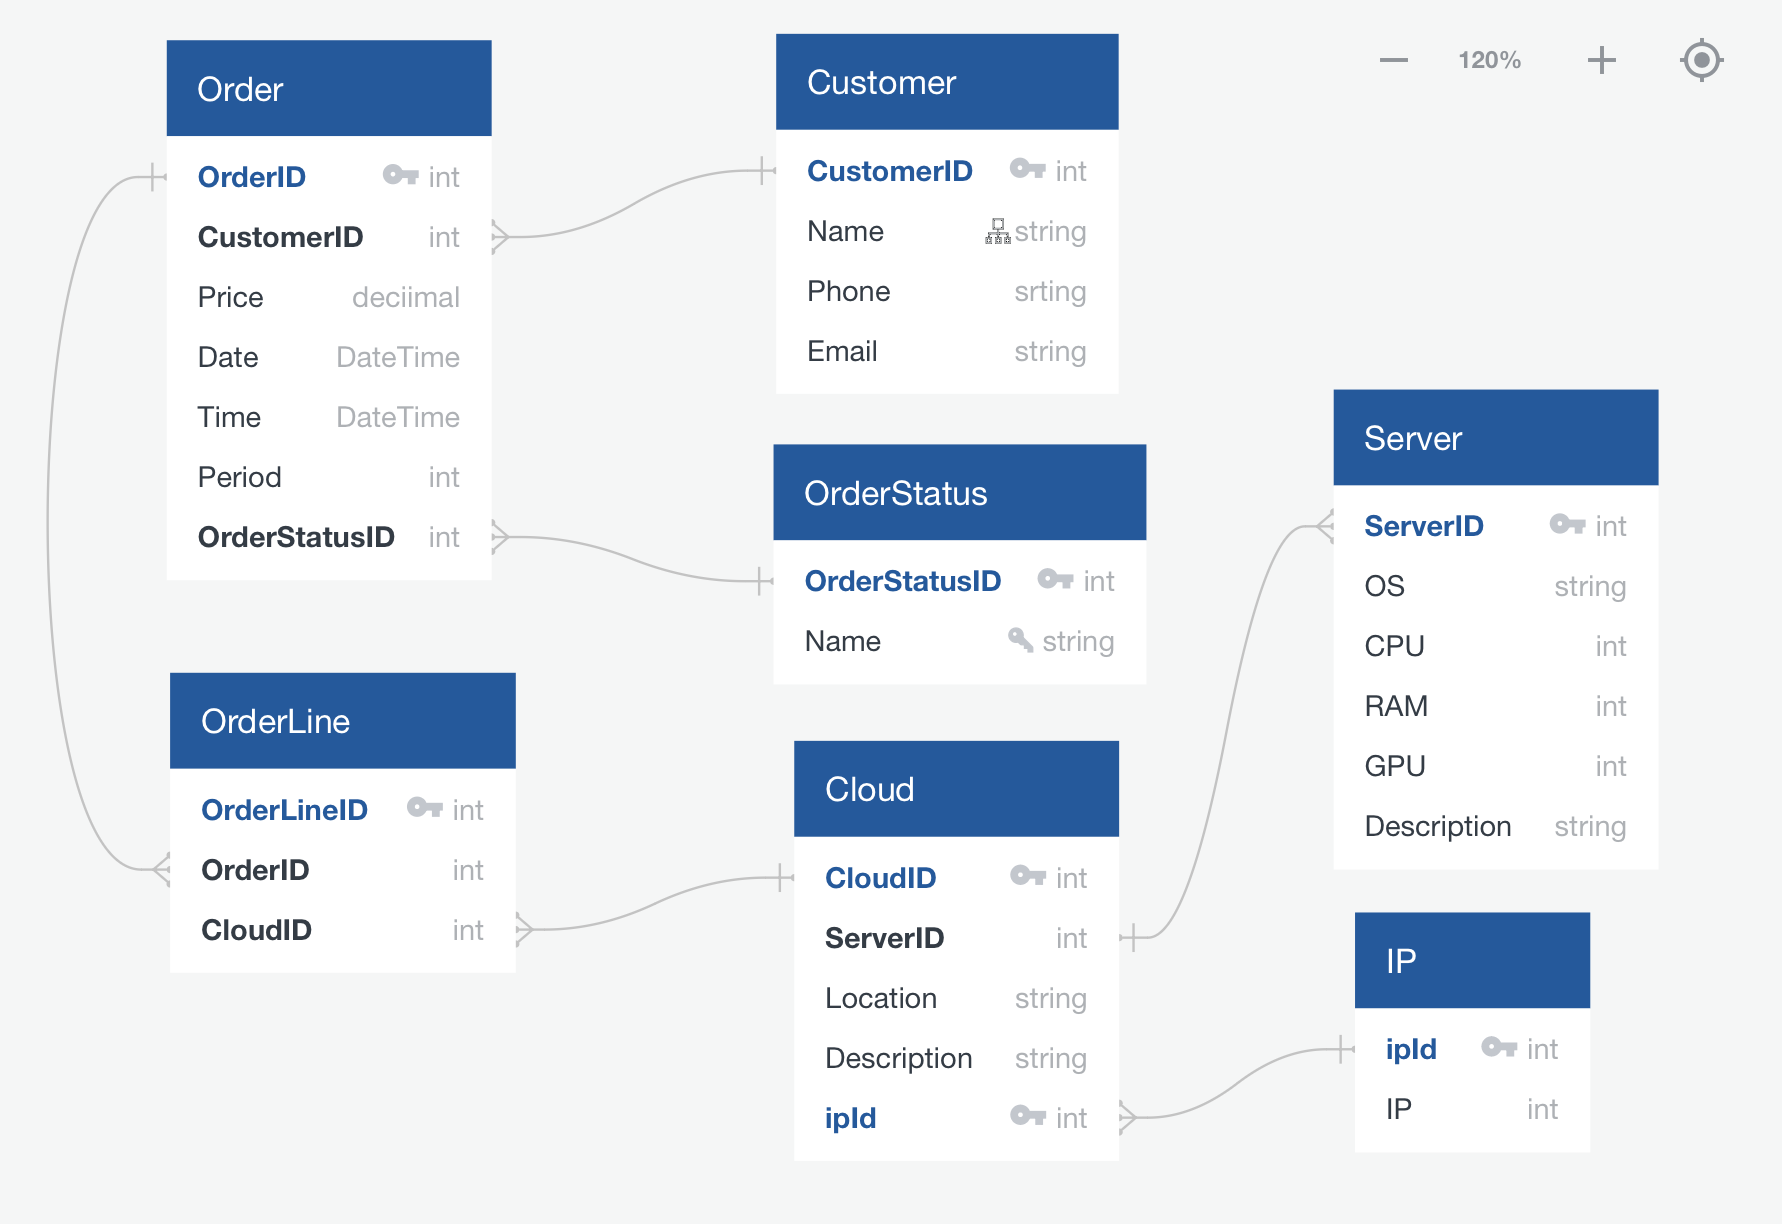 120%
Order
OrderID int
CustomerID int
Price deciimal
Date DateTime
Time DateTime
Period int
OrderStatusID int
Customer
CustomerID int
Name string
Phone srting
Email string
OrderStatus
OrderStatusID int
Name string
Server
ServerID int
OS string
CPU int
RAM int
GPU int
Description string
OrderLine
OrderLineID int
OrderID int
CloudID int
Cloud
CloudID int
ServerID int
Location string
Description string
ipId int
IP
ipId int
IP int